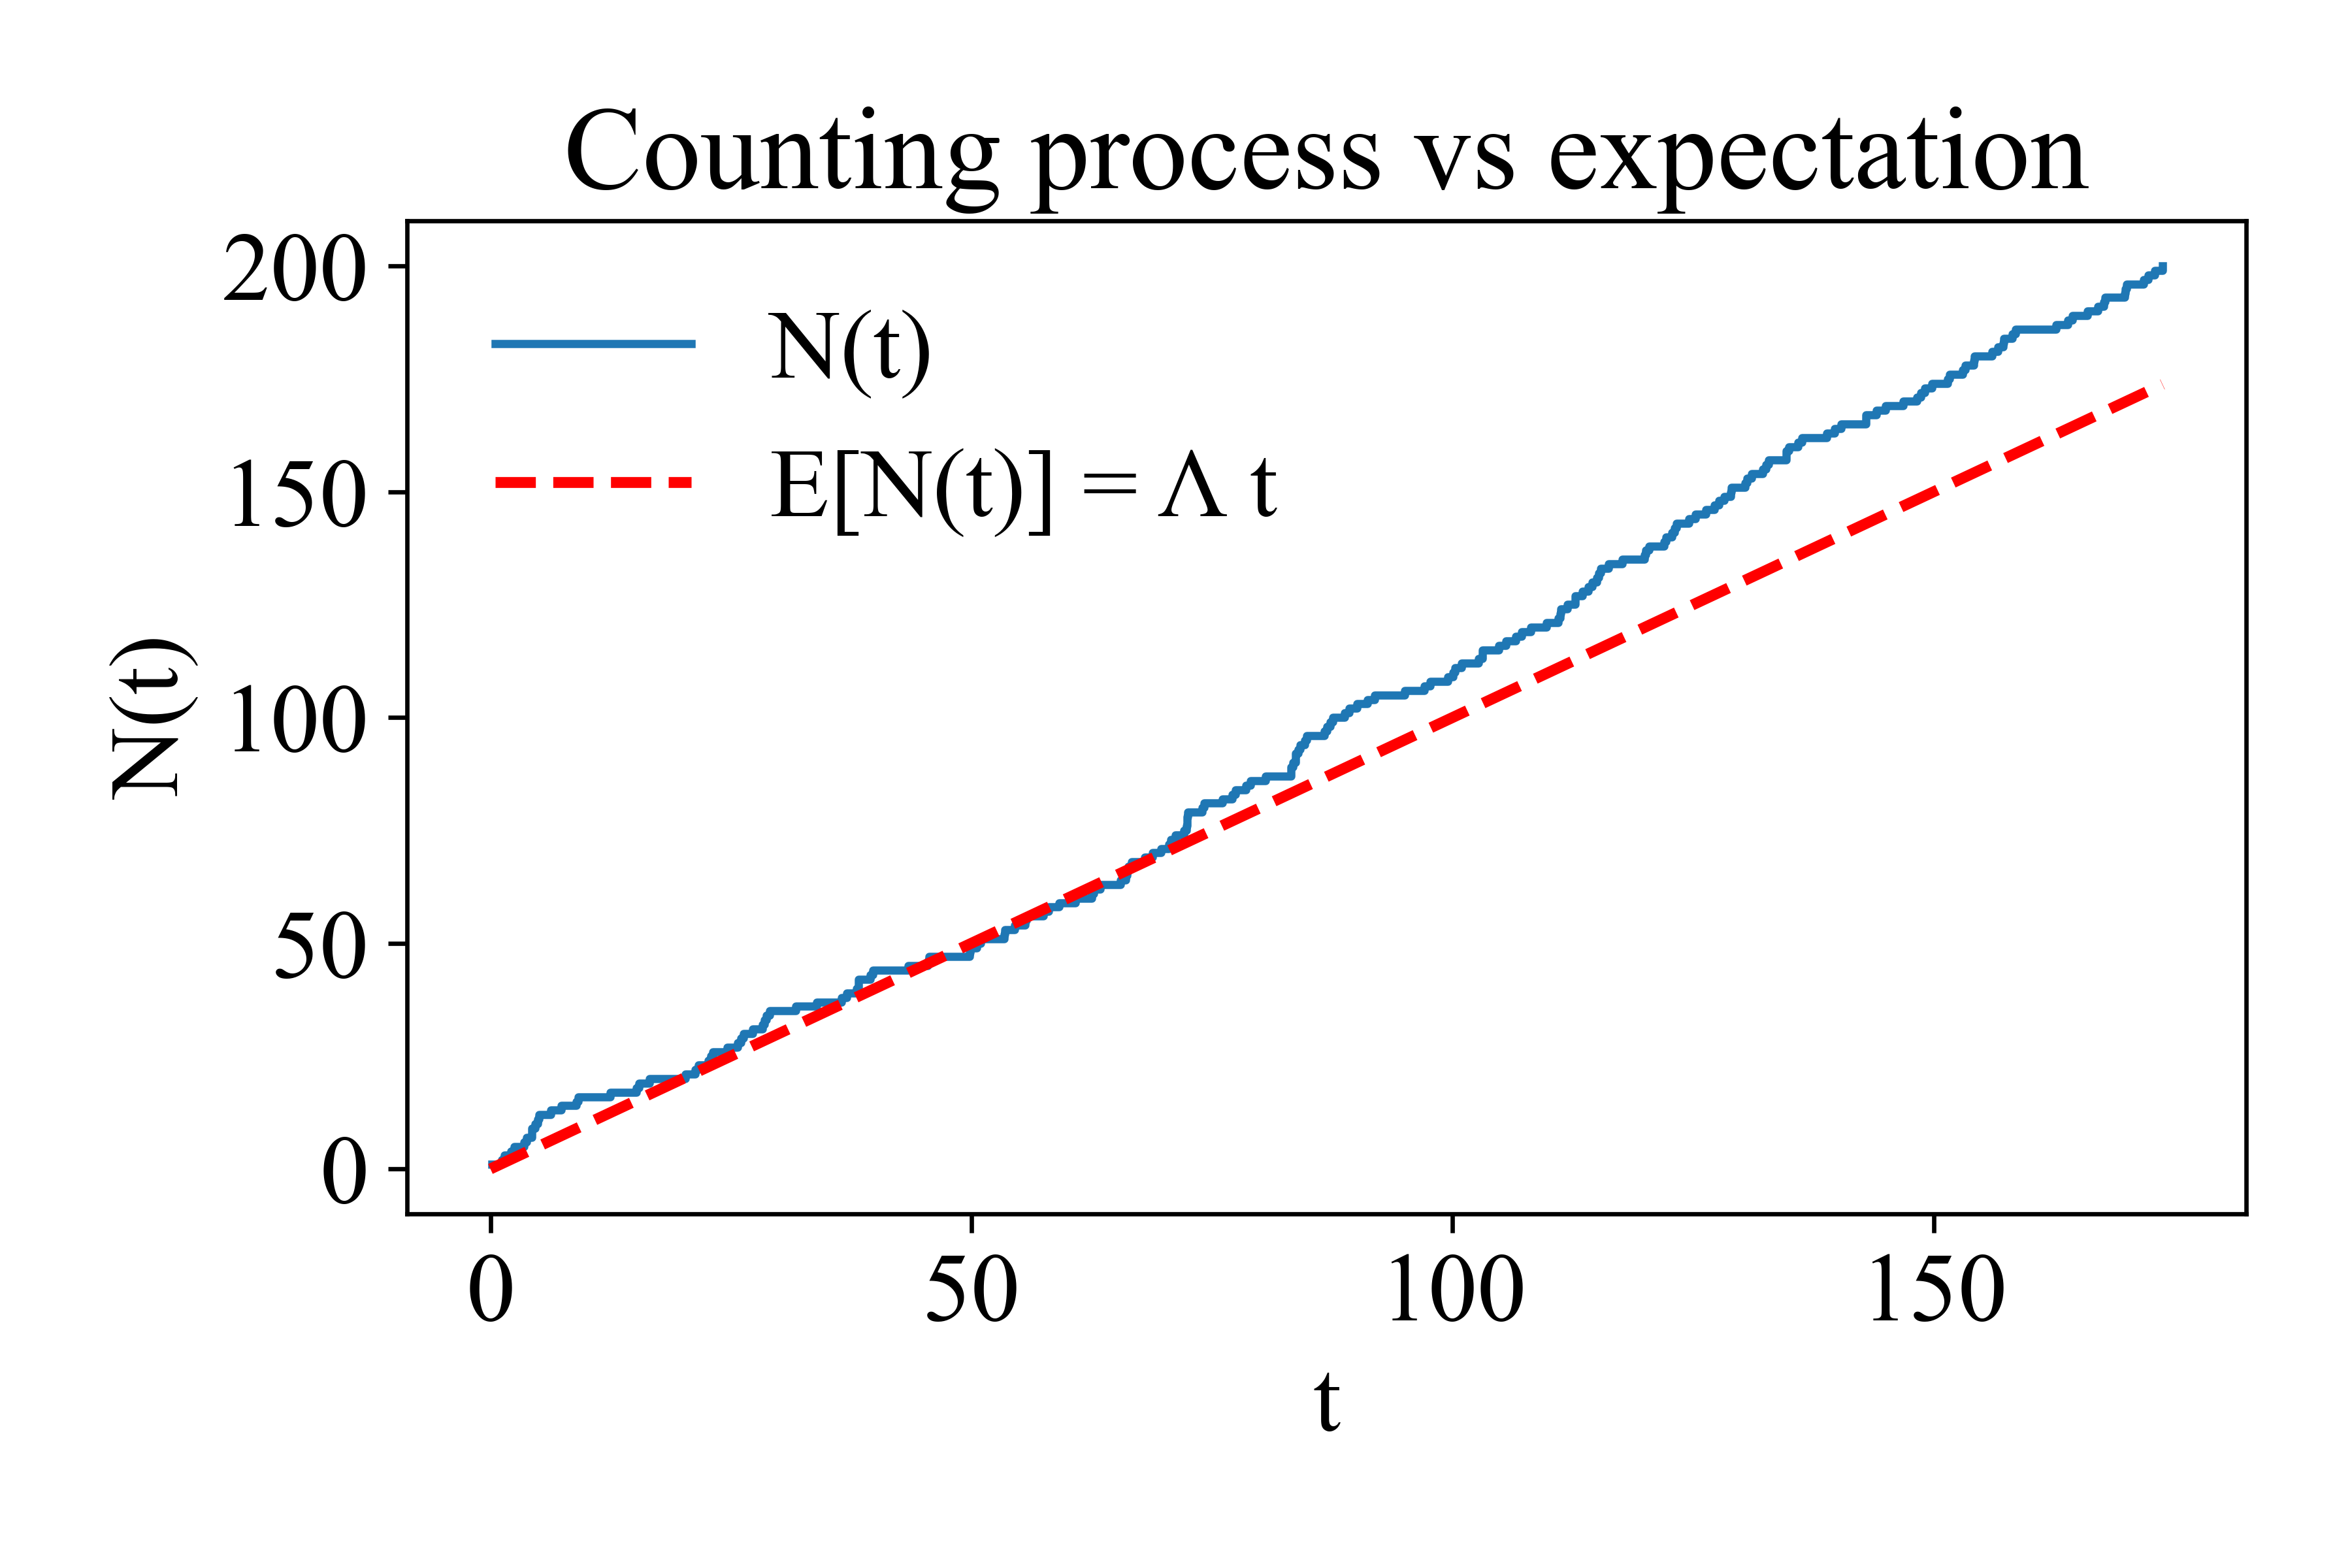 Counting process vs expectation
200
150
100
50
0
N(t)
N(t)
E[N(t)] = Λ t
0 50 100 150
t